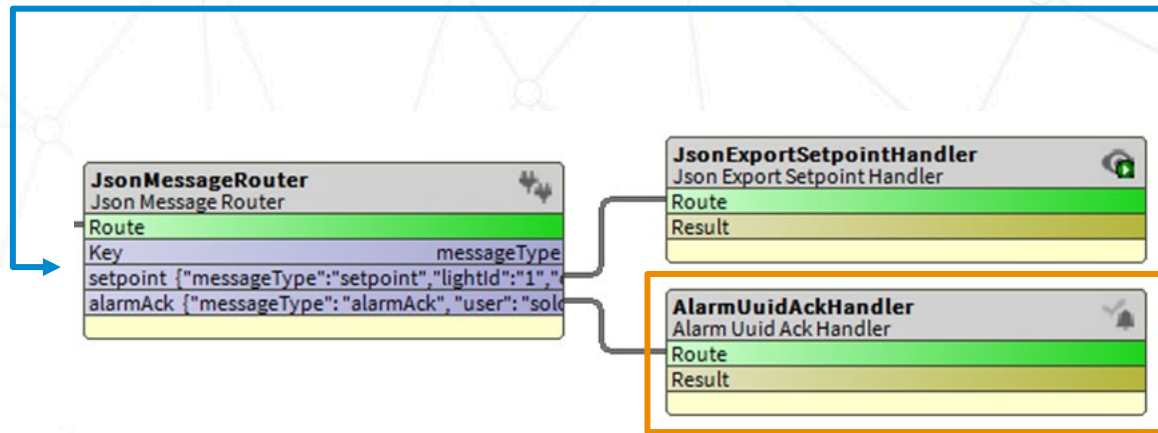 JsonMessageRouter
Json Message Router
Route
Key messageType
setpoint {"messageType":"setpoint","lightId":"1","
alarmAck {"messageType": "alarmAck", "user": "solo
JsonExportSetpointHandler
Json Export Setpoint Handler
Route
Result
AlarmUuidAckHandler
Alarm Uuid Ack Handler
Route
Result